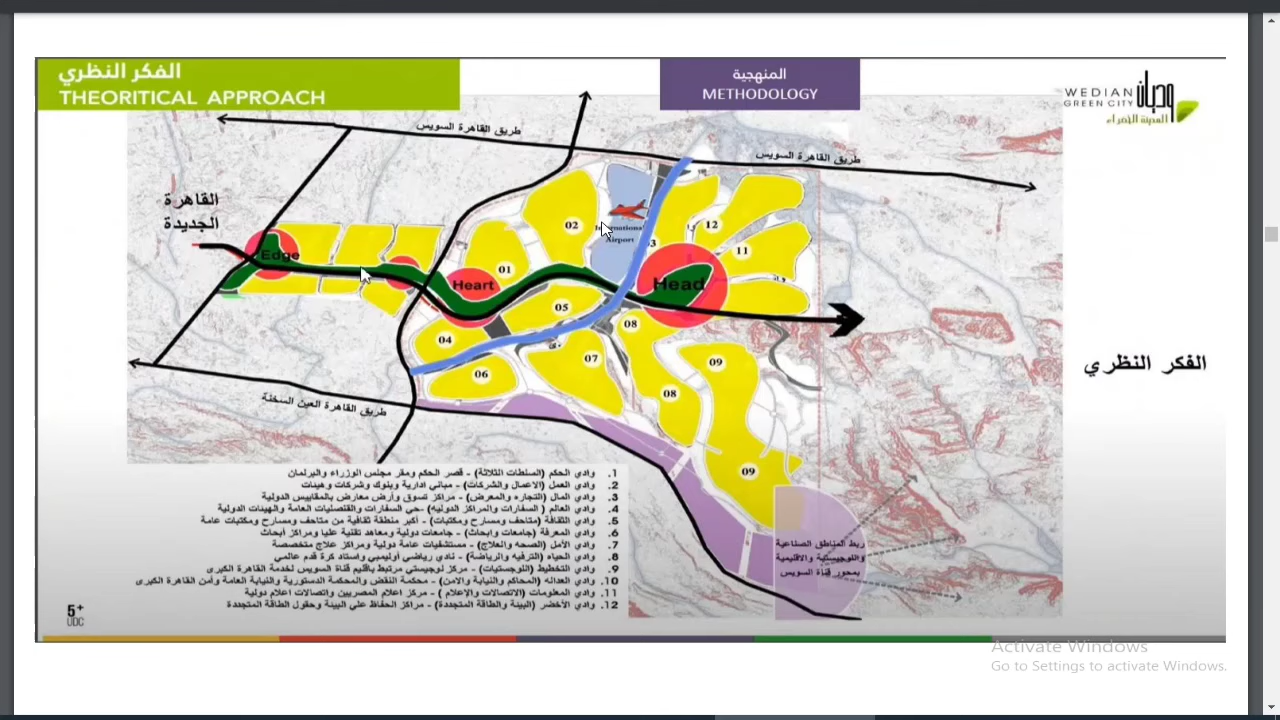 الفكر النظري
THEORITICAL APPROACH
المنهجية
METHODOLOGY
WEDIAN
GREEN CITY
وديان
المدينة الخضراء
طريق القاهرة السويس
طريق القاهرة السويس
القاهرة
الجديدة
02
International
Airport
03
12
11
Edge
01
Heart
Head
05
08
04
07
09
06
08
09
طريق القاهرة العين السخنة
الفكر النظري
1. وادي الحكم (السلطات الثلاثة) - قصر الحكم ومقر مجلس الوزراء والبرلمان
2. وادي العمل (الاعمال والشركات) - مباني ادارية وبنوك وشركات وهيئات
3. وادي المال (التجاره والمعرض) - مراكز تسوق وأرض معارض بالمقاييس الدولية
4. وادي العالم ( السفارات والمراكز الدوليه) -حي السفارات والقنصليات العامة والهيئات الدولية
5. وادي الثقافة (متاحف ومسارح ومكتبات) - أكبر منطقة ثقافية من متاحف ومسارح ومكتبات عامة
6. وادي المعرفة (جامعات وابحاث) - جامعات دولية ومعاهد تقنية عليا ومراكز أبحاث
7. وادي الأمل (الصحه والعلاج) - مستشفيات عامة دولية ومراكز علاج متخصصة
8. وادي الحياه (الترفيه والرياضة) - نادي رياضي أوليمبي واستاد كرة قدم عالمي
9. وادي التخطيط (اللوجستيات) - مركز لوجيستي مرتبط بأقليم قناة السويس لخدمة القاهرة الكبرى
10. وادي العداله (المحاكم والنيابة والامن) - محكمة النقض والمحكمة الدستورية والنيابة العامة وأمن القاهرة الكبرى
11. وادي المعلومات (الاتصالات والإعلام ) - مركز اعلام المصريين واتصالات اعلام دولية
12. وادي الأخضر (البيئة والطاقة المتجددة) - مراكز الحفاظ علي البيئة وحقول الطاقة المتجددة
ربط المناطق الصناعية
واللوجيستية والاقليمية
بمحور قناة السويس
5+
UDC
Activate Windows
Go to Settings to activate Windows.